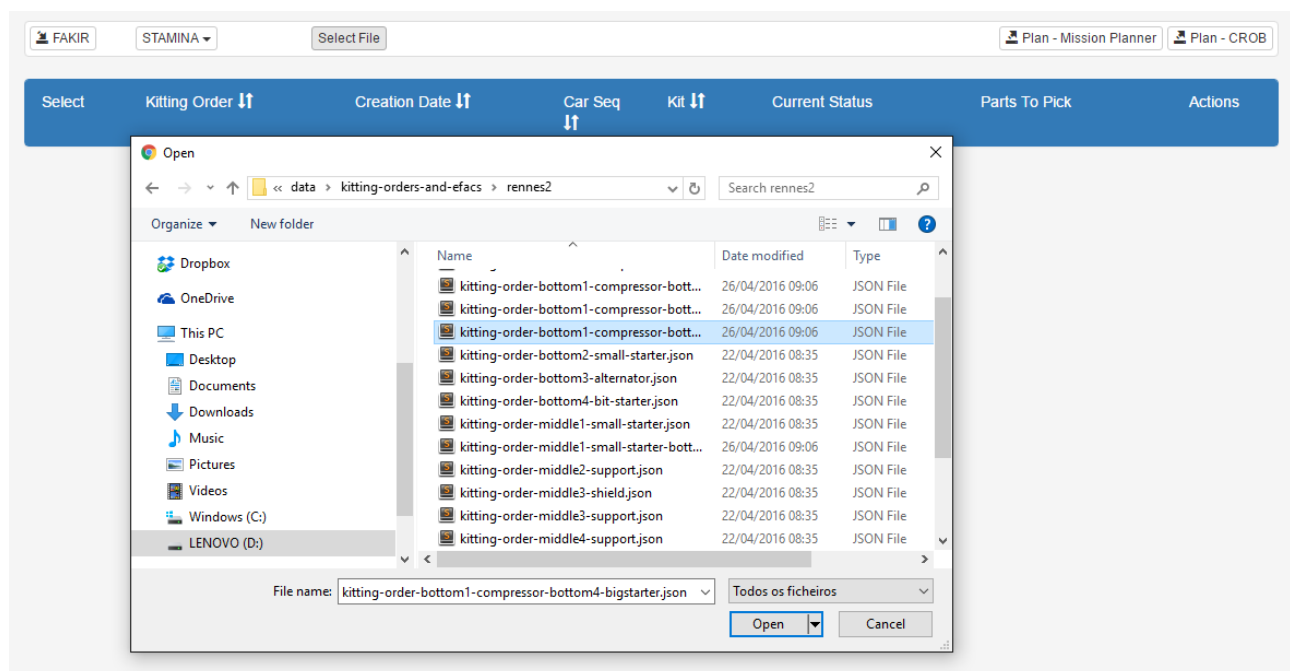 FAKIR STAMINA Select File Plan - Mission Planner Plan - CROB
Select Kitting Order Creation Date Car Seq Kit Current Status Parts To Pick Actions
Open
« data › kitting-orders-and-efacs › rennes2 Search rennes2
Organize New folder ?
Name Date modified Type
Dropbox
OneDrive
This PC
Desktop
Documents
Downloads
Music
Pictures
Videos
Windows (C:)
LENOVO (D:)
kitting-order-bottom1-compressor-bott... 26/04/2016 09:06 JSON File
kitting-order-bottom1-compressor-bott... 26/04/2016 09:06 JSON File
kitting-order-bottom1-compressor-bott... 26/04/2016 09:06 JSON File
kitting-order-bottom2-small-starter.json 22/04/2016 08:35 JSON File
kitting-order-bottom3-alternator.json 22/04/2016 08:35 JSON File
kitting-order-bottom4-bit-starter.json 22/04/2016 08:35 JSON File
kitting-order-middle1-small-starter.json 22/04/2016 08:35 JSON File
kitting-order-middle1-small-starter-bott... 26/04/2016 09:06 JSON File
kitting-order-middle2-support.json 22/04/2016 08:35 JSON File
kitting-order-middle3-shield.json 22/04/2016 08:35 JSON File
kitting-order-middle3-support.json 22/04/2016 08:35 JSON File
kitting-order-middle4-support.json 22/04/2016 08:35 JSON File
File name: kitting-order-bottom1-compressor-bottom4-bigstarter.json Todos os ficheiros
Open Cancel